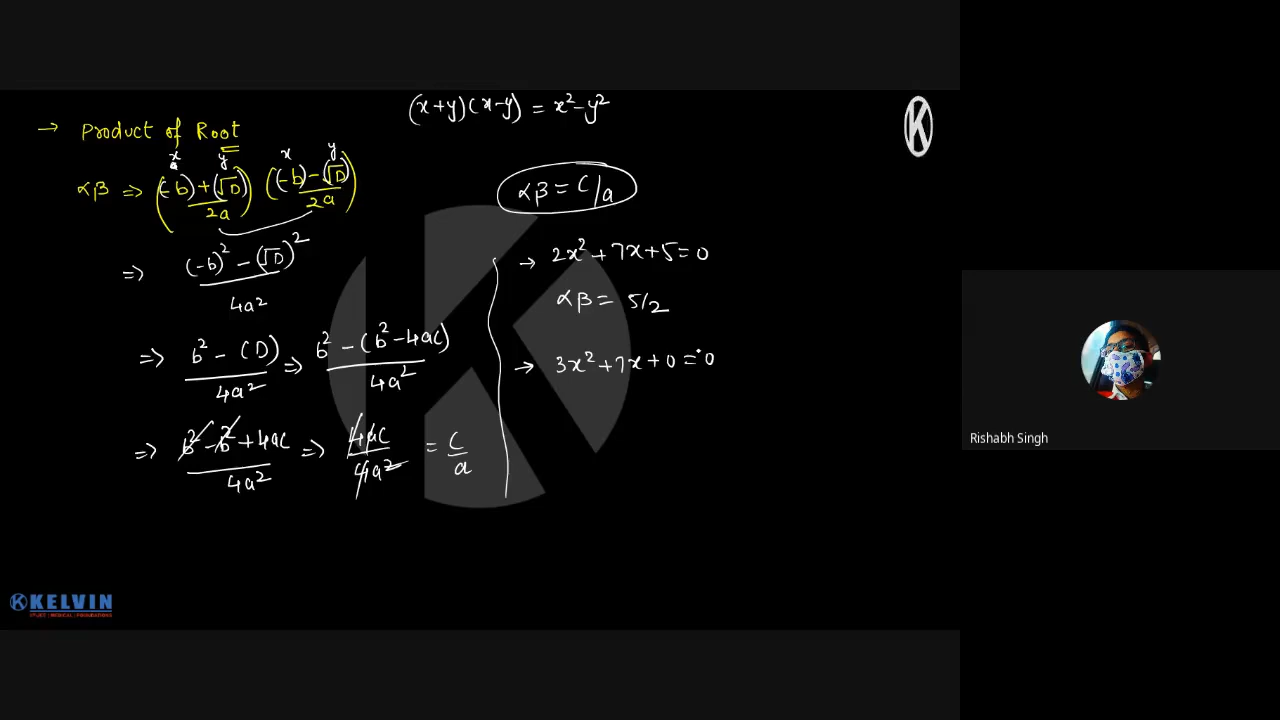 (x+y)(x-y) = x²-y²
→ Product of Root
x y x y
αβ ⇒ ((-b)+(√D)/2a) ((-b)-(√D)/2a)
⇒ (-b)² - (√D)² / 4a²
⇒ b² - (D) / 4a² ⇒ b² - (b²-4ac) / 4a²
⇒ b² - b² + 4ac / 4a² ⇒ 4ac / 4a² = c / a
αβ = c/a
→ 2x² + 7x + 5 = 0
αβ = 5/2
→ 3x² + 7x + 0 = 0
K
Rishabh Singh
KELVIN